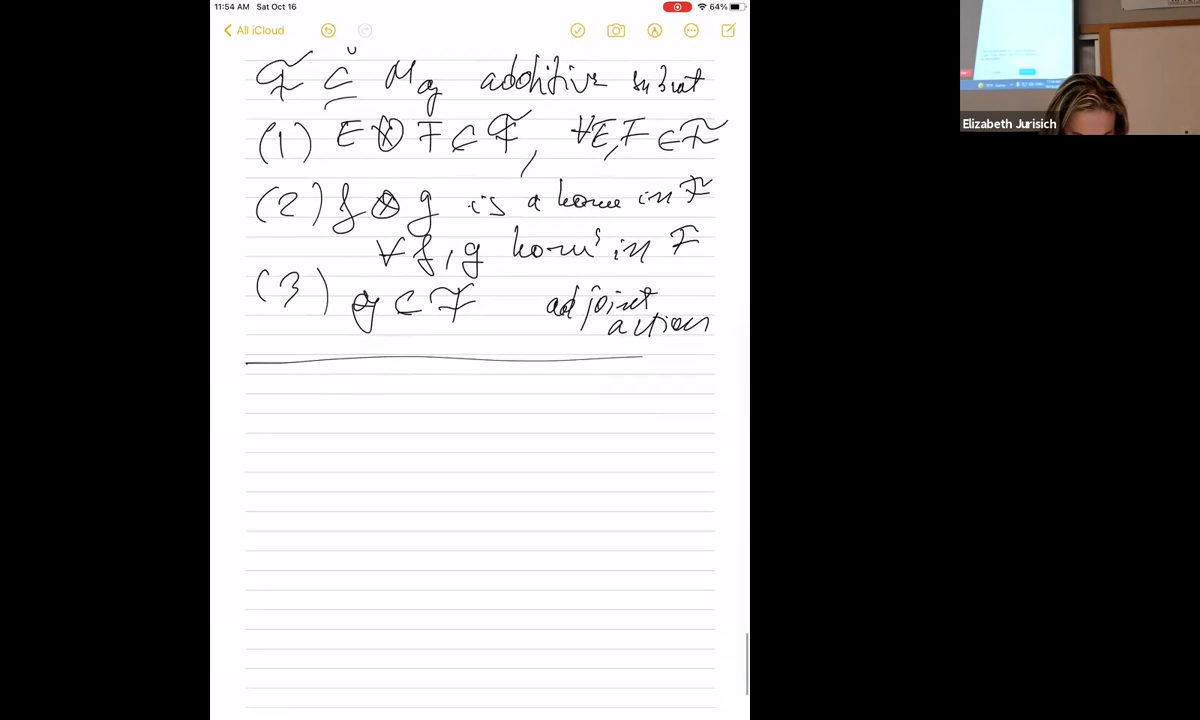 11:54 AM Sat Oct 16
64%
All iCloud
Elizabeth Jurisich
F ⊆ M_g additive subcat
(1) E ⊗ F ⊂ F, ∀E,F ∈ F
(2) f ⊗ g is a hom in F
∀ f, g hom^s in F
(3) g ⊂ F adjoint
action